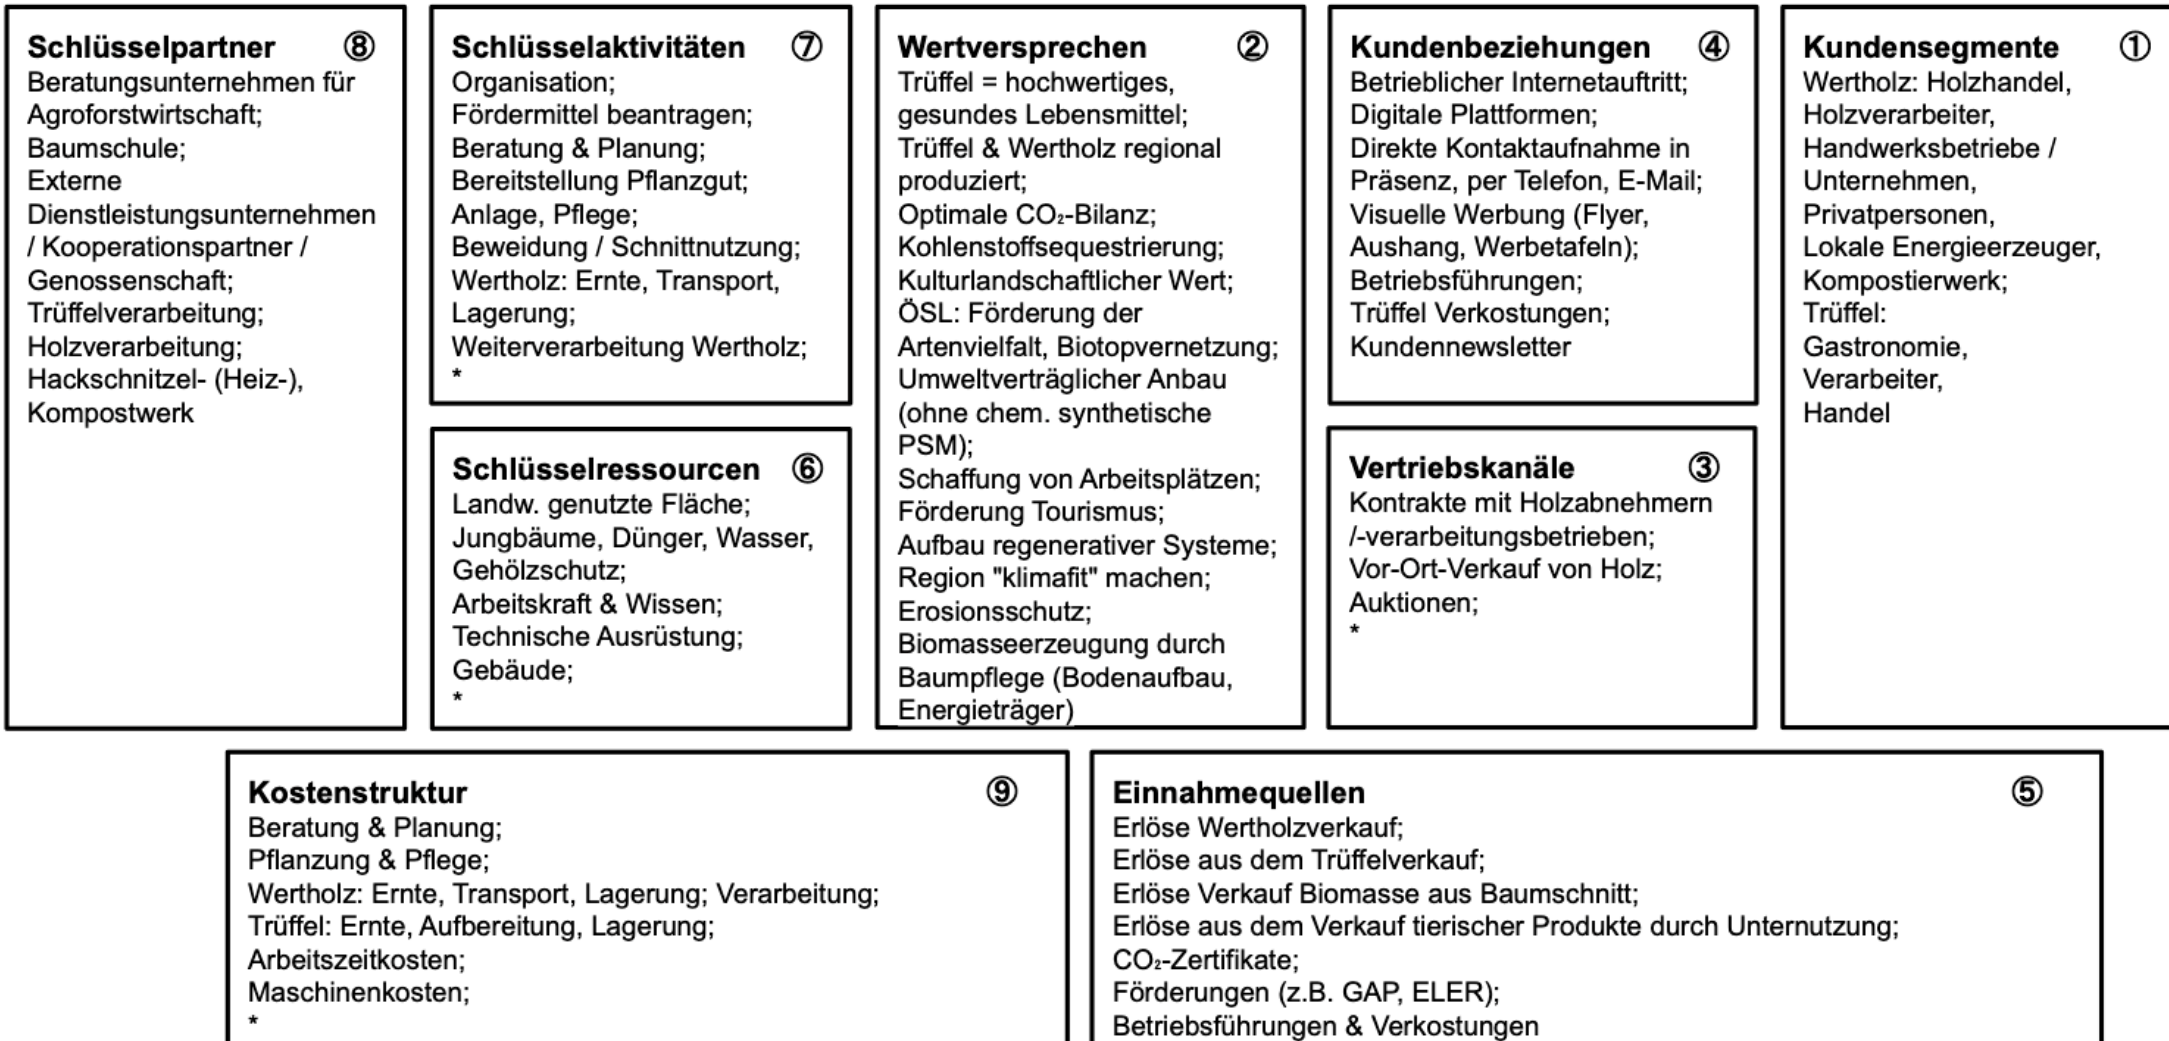 Schlüsselpartner ⑧
Beratungsunternehmen für
Agroforstwirtschaft;
Baumschule;
Externe
Dienstleistungsunternehmen
/ Kooperationspartner /
Genossenschaft;
Trüffelverarbeitung;
Holzverarbeitung;
Hackschnitzel- (Heiz-),
Kompostwerk
Schlüsselaktivitäten ⑦
Organisation;
Fördermittel beantragen;
Beratung & Planung;
Bereitstellung Pflanzgut;
Anlage, Pflege;
Beweidung / Schnittnutzung;
Wertholz: Ernte, Transport,
Lagerung;
Weiterverarbeitung Wertholz;
*
Schlüsselressourcen ⑥
Landw. genutzte Fläche;
Jungbäume, Dünger, Wasser,
Gehölzschutz;
Arbeitskraft & Wissen;
Technische Ausrüstung;
Gebäude;
*
Wertversprechen ②
Trüffel = hochwertiges,
gesundes Lebensmittel;
Trüffel & Wertholz regional
produziert;
Optimale CO₂-Bilanz;
Kohlenstoffsequestrierung;
Kulturlandschaftlicher Wert;
ÖSL: Förderung der
Artenvielfalt, Biotopvernetzung;
Umweltverträglicher Anbau
(ohne chem. synthetische
PSM);
Schaffung von Arbeitsplätzen;
Förderung Tourismus;
Aufbau regenerativer Systeme;
Region "klimafit" machen;
Erosionsschutz;
Biomasseerzeugung durch
Baumpflege (Bodenaufbau,
Energieträger)
Kundenbeziehungen ④
Betrieblicher Internetauftritt;
Digitale Plattformen;
Direkte Kontaktaufnahme in
Präsenz, per Telefon, E-Mail;
Visuelle Werbung (Flyer,
Aushang, Werbetafeln);
Betriebsführungen;
Trüffel Verkostungen;
Kundennewsletter
Vertriebskanäle ③
Kontrakte mit Holzabnehmern
/-verarbeitungsbetrieben;
Vor-Ort-Verkauf von Holz;
Auktionen;
*
Kundensegmente ①
Wertholz: Holzhandel,
Holzverarbeiter,
Handwerksbetriebe /
Unternehmen,
Privatpersonen,
Lokale Energieerzeuger,
Kompostierwerk;
Trüffel:
Gastronomie,
Verarbeiter,
Handel
Kostenstruktur ⑨
Beratung & Planung;
Pflanzung & Pflege;
Wertholz: Ernte, Transport, Lagerung; Verarbeitung;
Trüffel: Ernte, Aufbereitung, Lagerung;
Arbeitszeitkosten;
Maschinenkosten;
*
Einnahmequellen ⑤
Erlöse Wertholzverkauf;
Erlöse aus dem Trüffelverkauf;
Erlöse Verkauf Biomasse aus Baumschnitt;
Erlöse aus dem Verkauf tierischer Produkte durch Unternutzung;
CO₂-Zertifikate;
Förderungen (z.B. GAP, ELER);
Betriebsführungen & Verkostungen